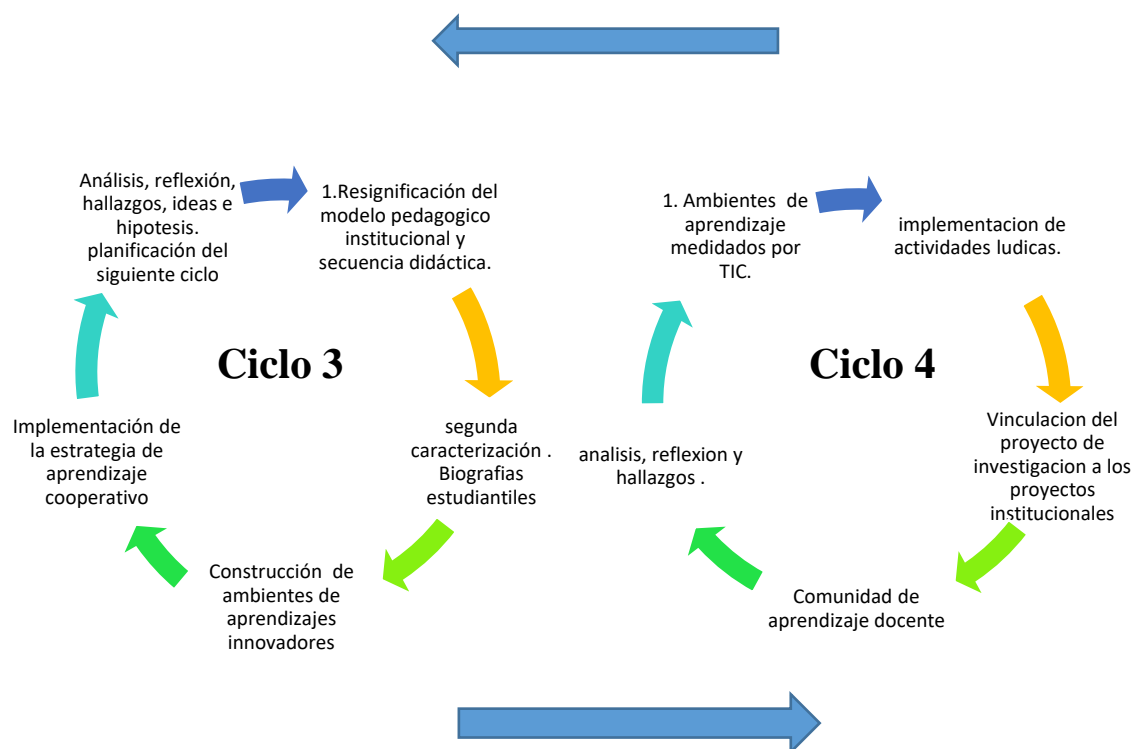 Análisis, reflexión,
hallazgos, ideas e
hipotesis.
planificación del
siguiente ciclo
1.Resignificación del
modelo pedagogico
institucional y
secuencia didáctica.
segunda
caracterización .
Biografias
estudiantiles
Construcción de
ambientes de
aprendizajes
innovadores
Implementación de
la estrategia de
aprendizaje
cooperativo
Ciclo 3
1. Ambientes de
aprendizaje
medidados por
TIC.
implementacion de
actividades ludicas.
Vinculacion del
proyecto de
investigacion a los
proyectos
institucionales
Comunidad de
aprendizaje docente
analisis, reflexion y
hallazgos .
Ciclo 4